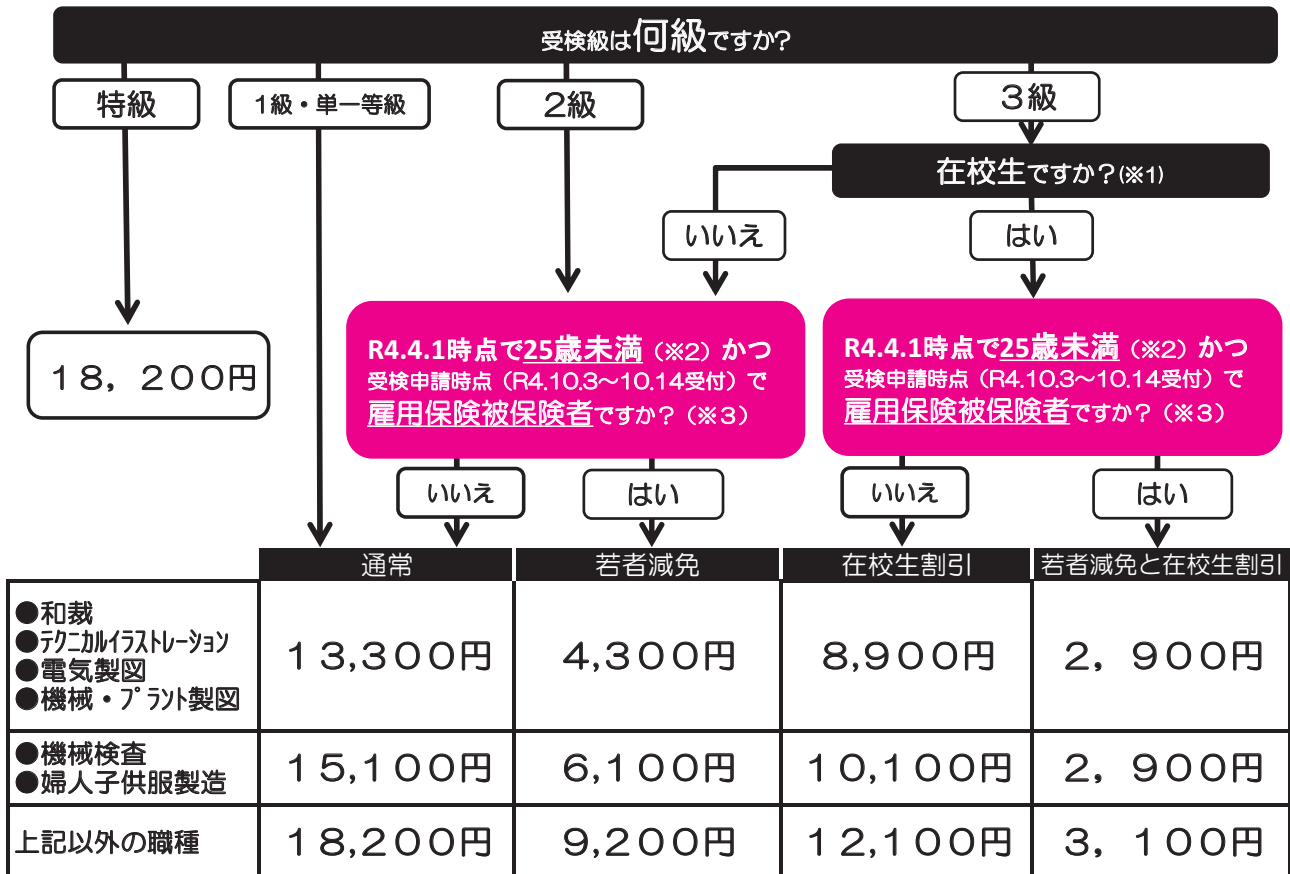 受検級は何級ですか?
特級
1級・単一等級
2級
3級
在校生ですか?(※1)
いいえ
はい
18,200円
R4.4.1時点で25歳未満(※2)かつ
受検申請時点(R4.10.3~10.14受付)で
雇用保険被保険者ですか?(※3)
R4.4.1時点で25歳未満(※2)かつ
受検申請時点(R4.10.3~10.14受付)で
雇用保険被保険者ですか?(※3)
いいえ
はい
いいえ
はい
通常
若者減免
在校生割引
若者減免と在校生割引
●和裁
●テクニカルイラストレーション
●電気製図
●機械・プラント製図
13,300円
4,300円
8,900円
2,900円
●機械検査
●婦人子供服製造
15,100円
6,100円
10,100円
2,900円
上記以外の職種
18,200円
9,200円
12,100円
3,100円